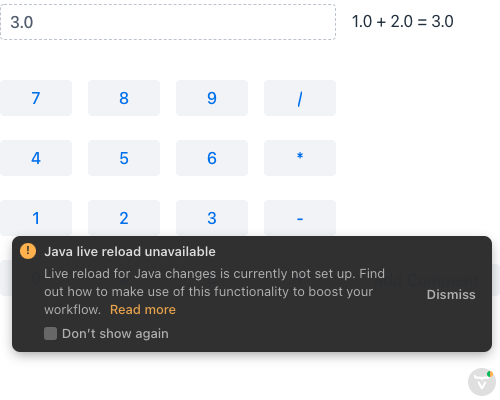 3.0
1.0 + 2.0 = 3.0
7 8 9 /
4 5 6 *
1 2 3 -
Java live reload unavailable
Live reload for Java changes is currently not set up. Find
out how to make use of this functionality to boost your
workflow. Read more
Dismiss
Don't show again